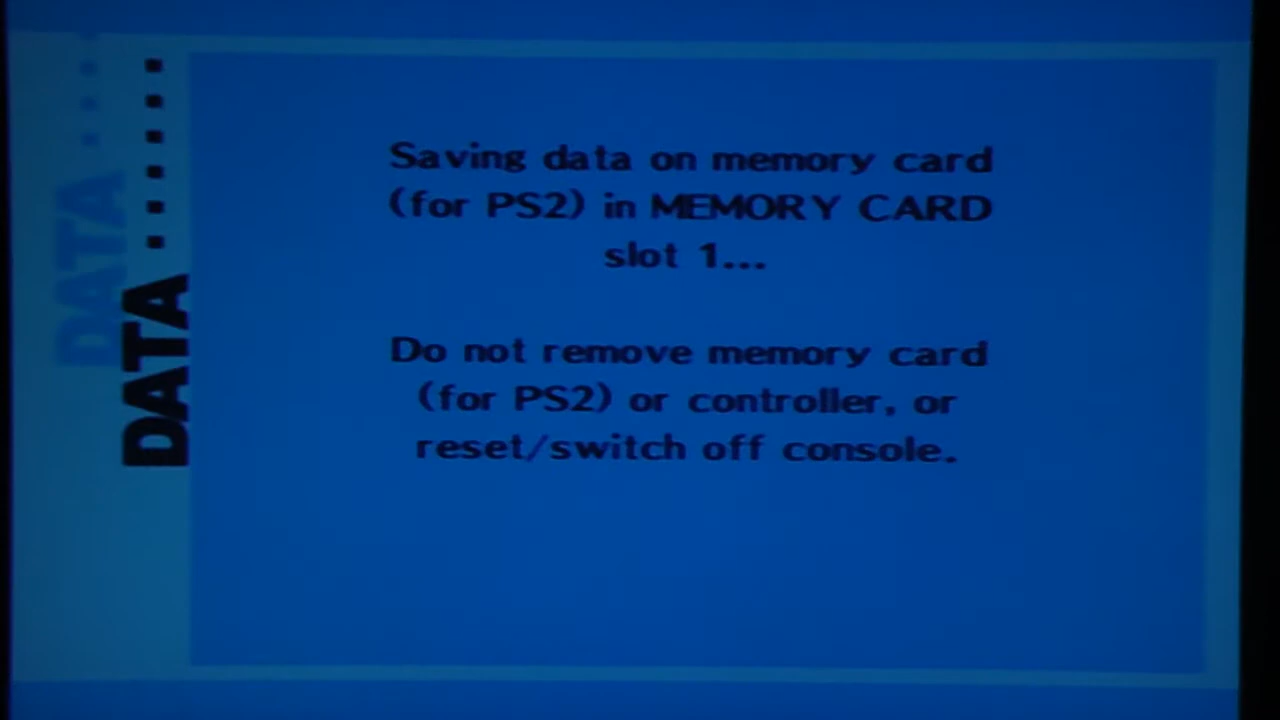 DATA ......
DATA ...
Saving data on memory card
(for PS2) in MEMORY CARD
slot 1...
Do not remove memory card
(for PS2) or controller, or
reset/switch off console.